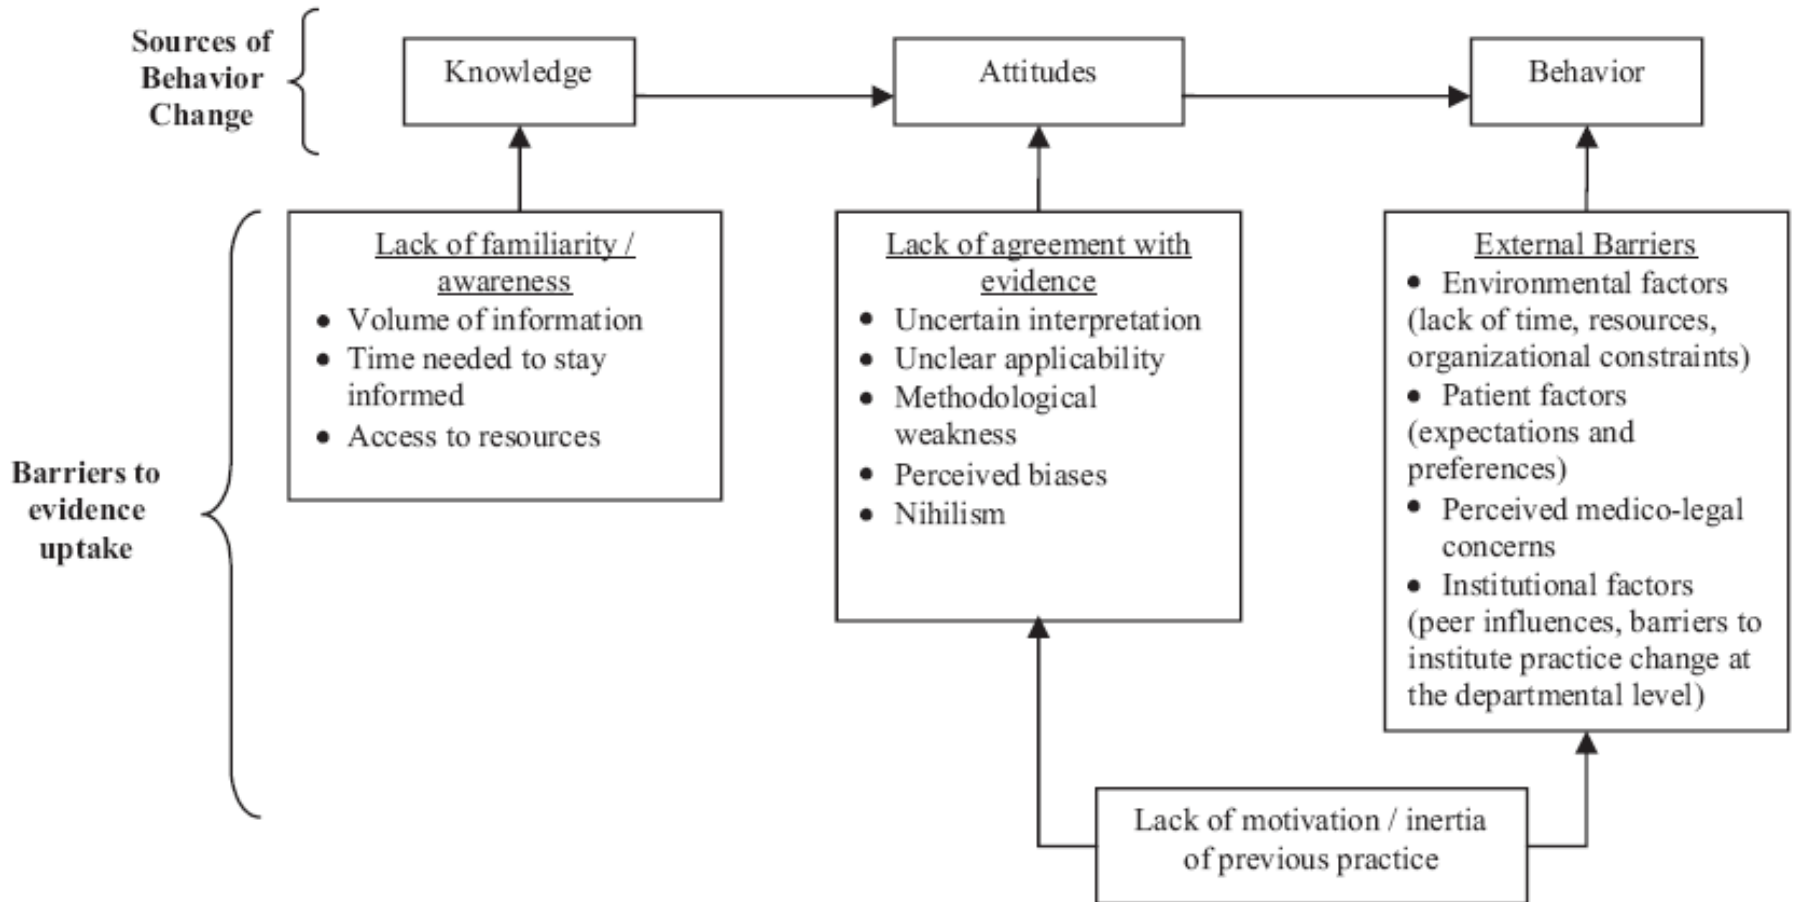 Sources of
Behavior
Change
Knowledge
Attitudes
Behavior
Barriers to
evidence
uptake
Lack of familiarity /
awareness
● Volume of information
● Time needed to stay
informed
● Access to resources
Lack of agreement with
evidence
● Uncertain interpretation
● Unclear applicability
● Methodological
weakness
● Perceived biases
● Nihilism
External Barriers
● Environmental factors
(lack of time, resources,
organizational constraints)
● Patient factors
(expectations and
preferences)
● Perceived medico-legal
concerns
● Institutional factors
(peer influences, barriers to
institute practice change at
the departmental level)
Lack of motivation / inertia
of previous practice